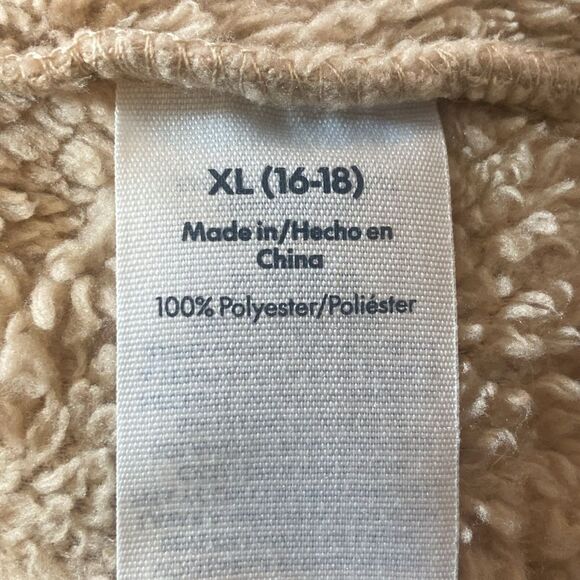 XL (16-18)
Made in/Hecho en
China
100% Polyester/Poliéster